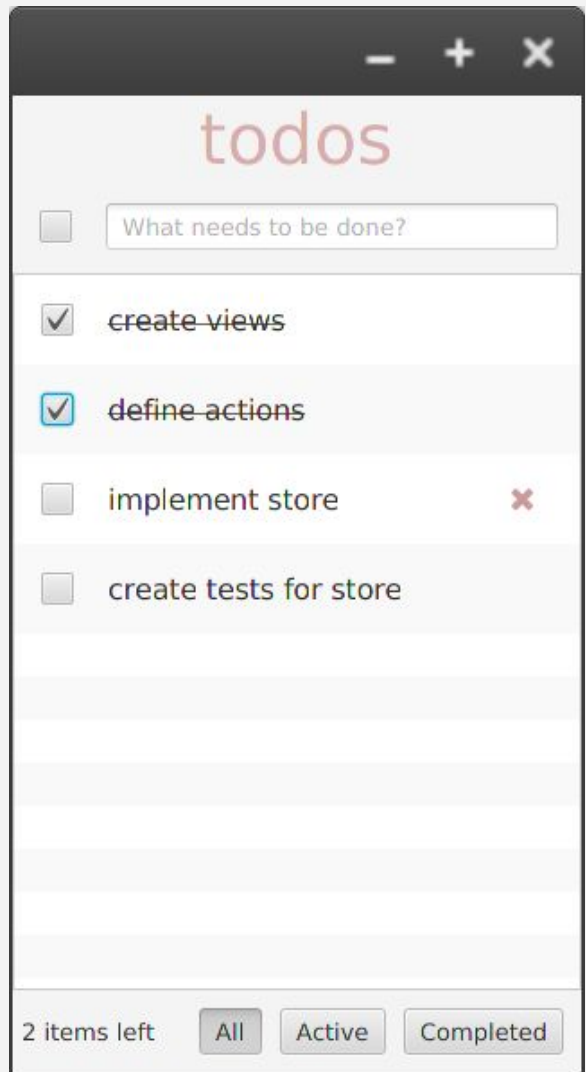 todos
What needs to be done?
create views
define actions
implement store
create tests for store
2 items left All Active Completed